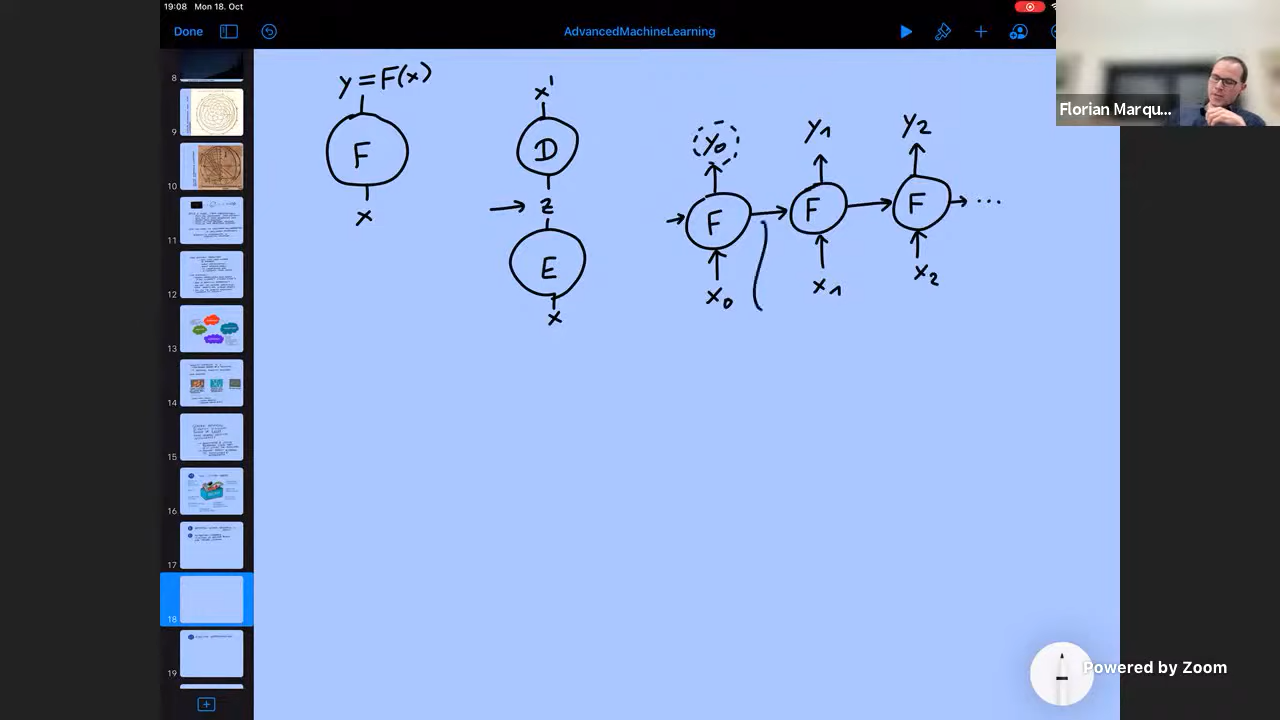 19:08 Mon 18. Oct
Done
AdvancedMachineLearning
Florian Marqu...
8
9
10
11
12
13
14
15
16
17
18
19
y = F(x)
F
x
x'
D
z
E
x
y0
y1
y2
F
F
F
...
x0
x1
x2
Powered by Zoom